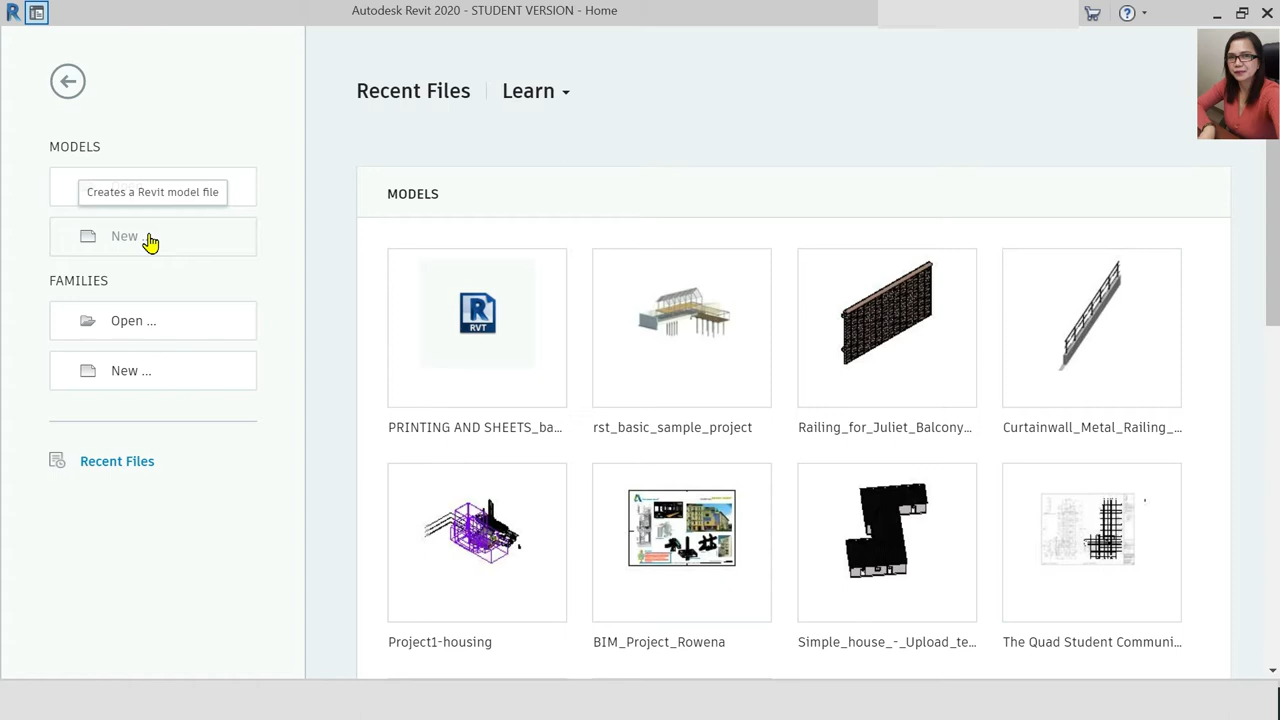 Autodesk Revit 2020 - STUDENT VERSION - Home
Recent Files
Learn
MODELS
Creates a Revit model file
New
FAMILIES
Open ...
New ...
Recent Files
MODELS
R
RVT
PRINTING AND SHEETS_ba...
rst_basic_sample_project
Railing_for_Juliet_Balcony...
Curtainwall_Metal_Railing_...
Project1-housing
BIM_Project_Rowena
Simple_house_-_Upload_te...
The Quad Student Communi...